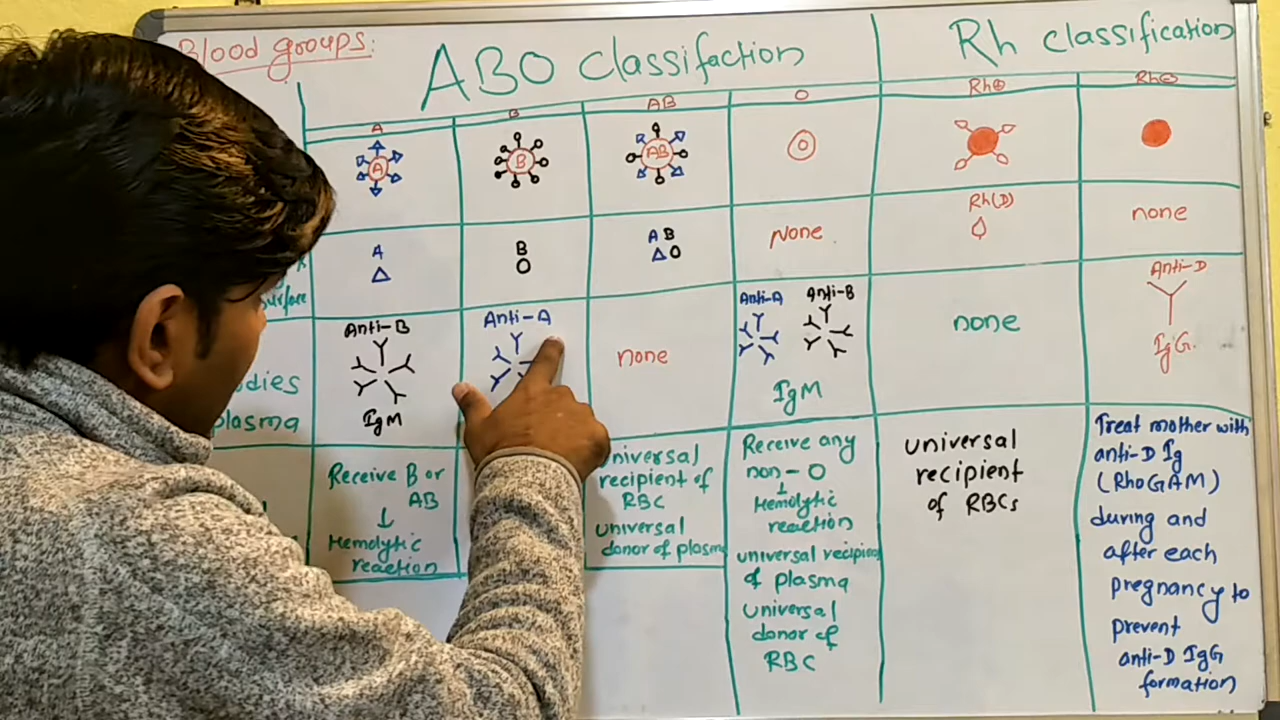 Blood groups:
ABO classifaction
Rh classification
A
B
AB
O
Rh⊕
Rh⊖
A
B
AB
O
A
B
A B
None
Rh(D)
none
surface
Anti-B
IgM
Anti-A
none
Anti-A
Anti-B
IgM
none
Anti-D
IgG
plasma
Receive B or
AB
↓
Hemolytic
reaction
universal
recipient of
RBC
universal
donor of plasma
Receive any
non-O
↓
Hemolytic
reaction
universal recipient
of plasma
universal
donor of
RBC
universal
recipient
of RBCs
Treat mother with
anti-D Ig
(RhoGAM)
during and
after each
pregnancy to
prevent
anti-D IgG
formation